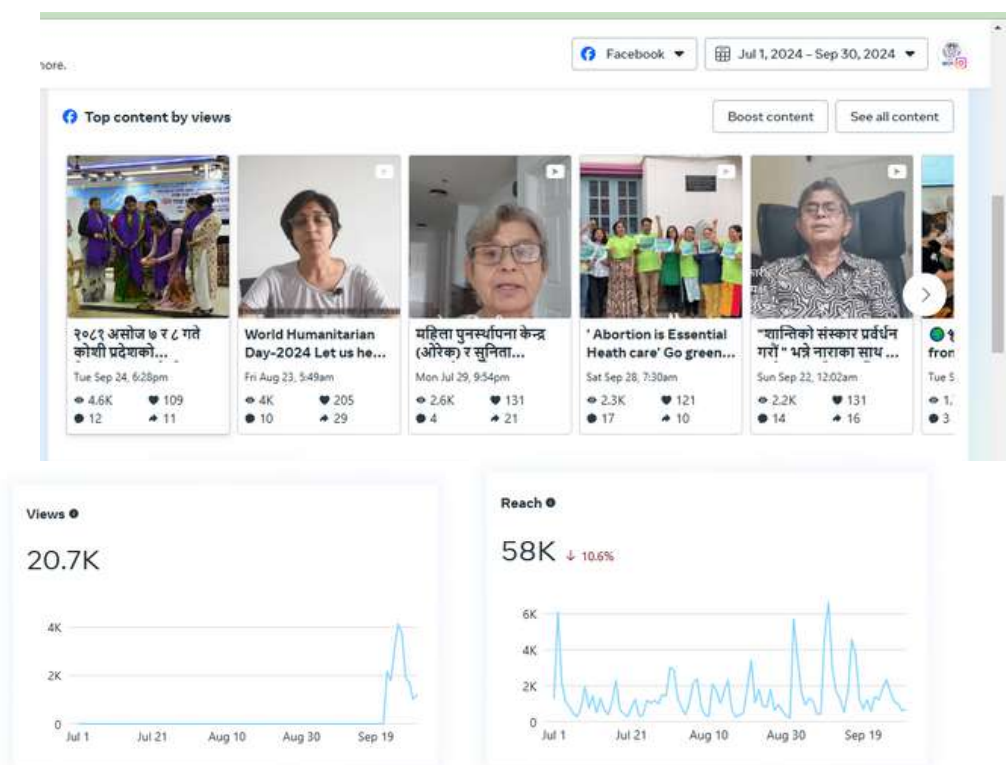 more.
Facebook
Jul 1, 2024 – Sep 30, 2024
Top content by views
Boost content
See all content
२०८१ असोज ७ र ८ गते
कोशी प्रदेशको...
Tue Sep 24, 6:28pm
4.6K 109
12 11
World Humanitarian
Day-2024 Let us he...
Fri Aug 23, 5:49am
4K 205
10 29
महिला पुनर्स्थापना केन्द्र
(ओरेक) र सुनिता...
Mon Jul 29, 9:54pm
2.6K 131
4 21
' Abortion is Essential
Heath care' Go green...
Sat Sep 28, 7:30am
2.3K 121
17 10
"शान्तिको संस्कार प्रर्वधन
गरौं " भन्ने नाराका साथ ...
Sun Sep 22, 12:02am
2.2K 131
14 16
fron
Tue S
1.
3
Views
20.7K
4K
2K
0
Jul 1 Jul 21 Aug 10 Aug 30 Sep 19
Reach
58K ↓ 10.6%
6K
4K
2K
0
Jul 1 Jul 21 Aug 10 Aug 30 Sep 19